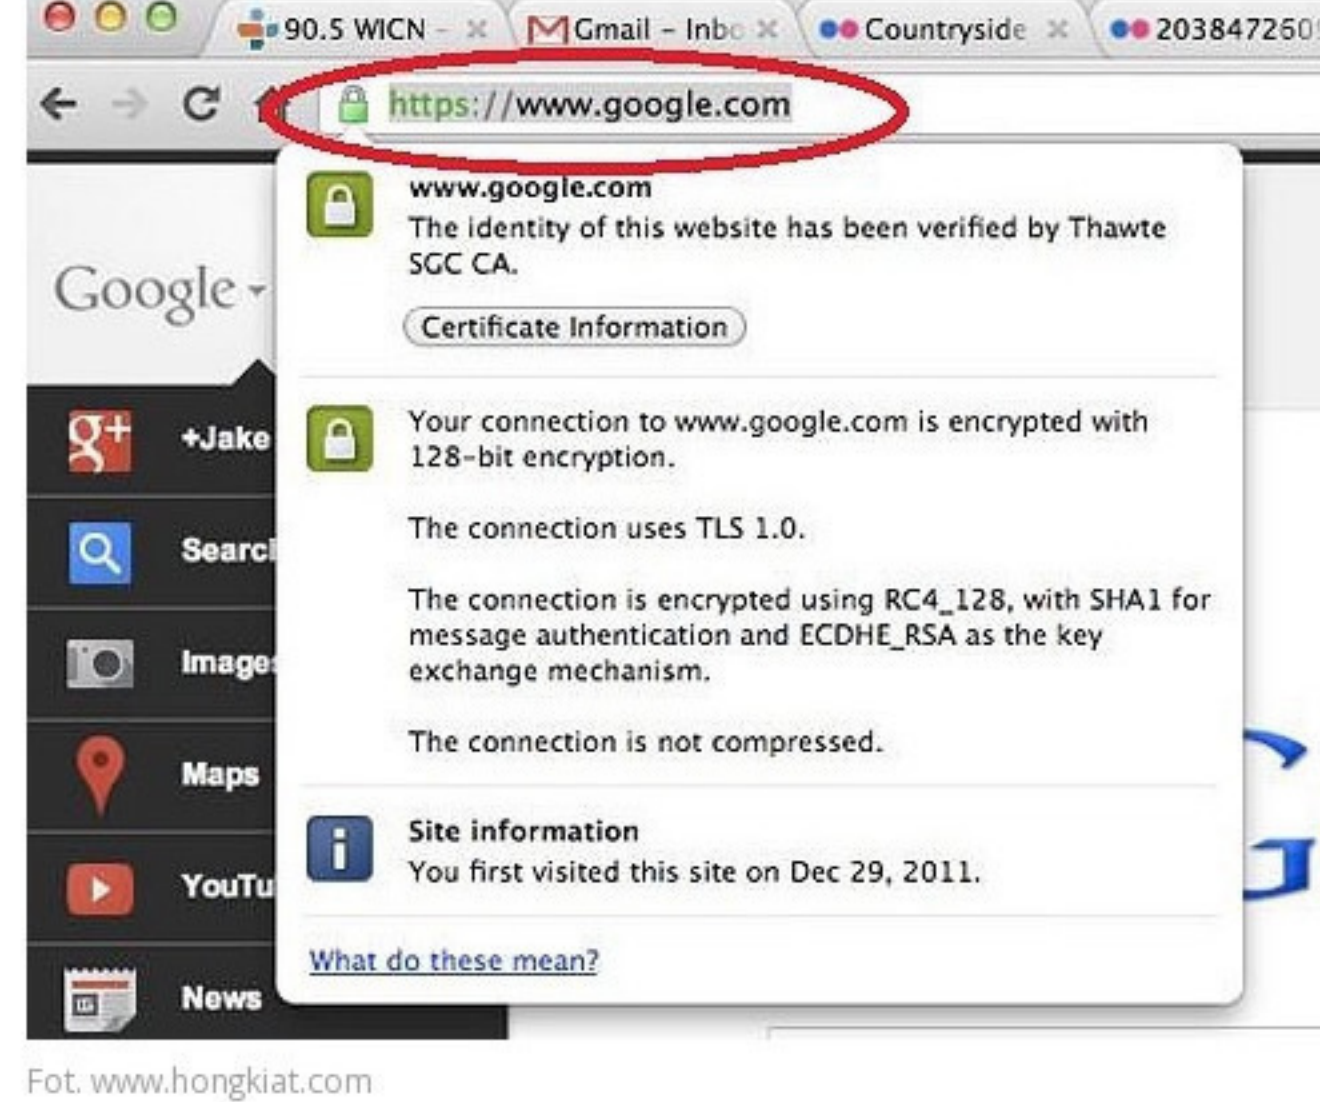 90.5 WICN –
Gmail – Inbo
Countryside
2038472609
https://www.google.com
www.google.com
The identity of this website has been verified by Thawte
SGC CA.
Certificate Information
Your connection to www.google.com is encrypted with
128-bit encryption.
The connection uses TLS 1.0.
The connection is encrypted using RC4_128, with SHA1 for
message authentication and ECDHE_RSA as the key
exchange mechanism.
The connection is not compressed.
Site information
You first visited this site on Dec 29, 2011.
What do these mean?
Google
g+ +Jake
Searc
Images
Maps
YouTu
News
G
Fot. www.hongkiat.com